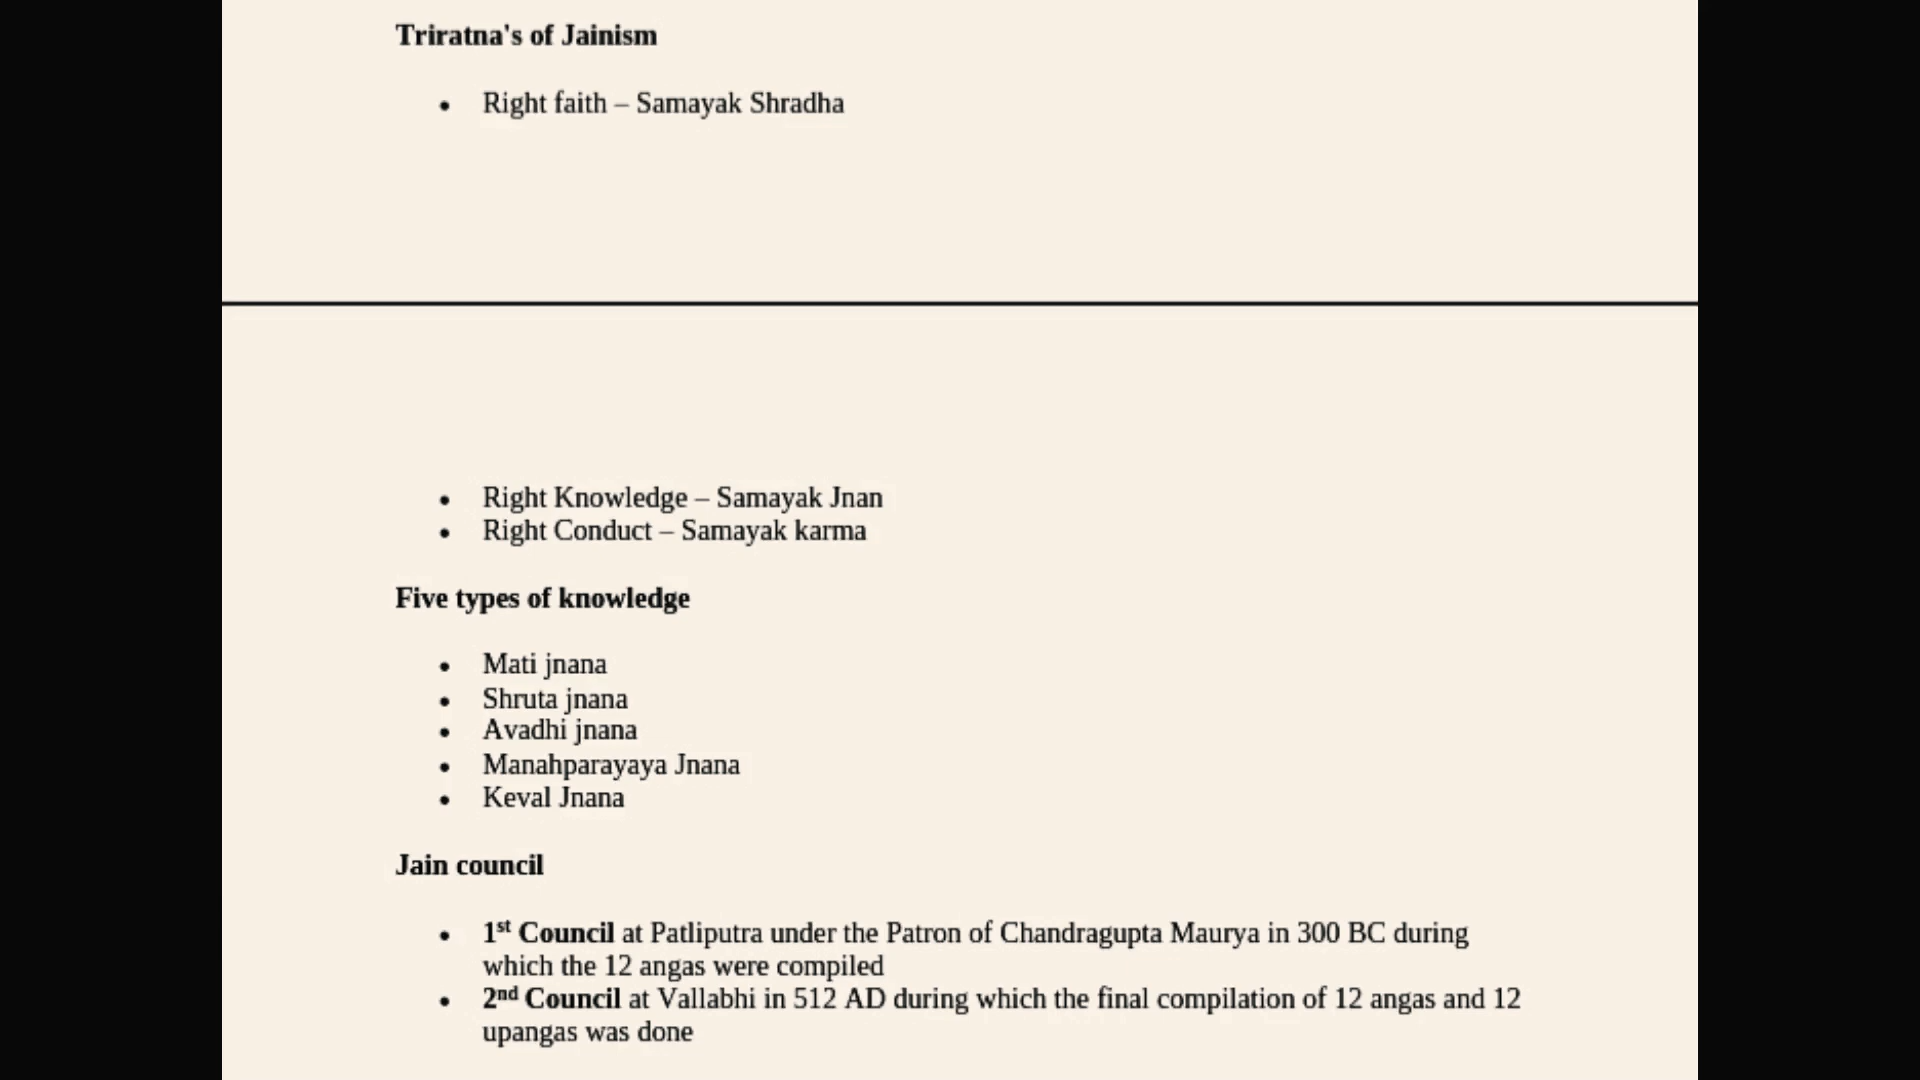 Triratna's of Jainism
• Right faith – Samayak Shradha
• Right Knowledge – Samayak Jnan
• Right Conduct – Samayak karma
Five types of knowledge
• Mati jnana
• Shruta jnana
• Avadhi jnana
• Manahparayaya Jnana
• Keval Jnana
Jain council
• 1st Council at Patliputra under the Patron of Chandragupta Maurya in 300 BC during
which the 12 angas were compiled
• 2nd Council at Vallabhi in 512 AD during which the final compilation of 12 angas and 12
upangas was done